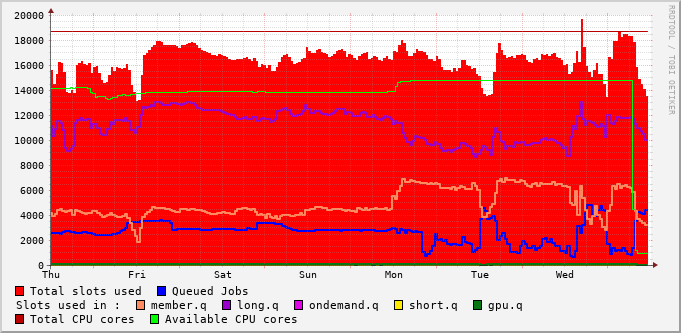 20000
18000
16000
14000
12000
10000
8000
6000
4000
2000
0
Thu Fri Sat Sun Mon Tue Wed
RRDTOOL / TOBI OETIKER
Total slots used Queued Jobs
Slots used in : member.q long.q ondemand.q short.q gpu.q
Total CPU cores Available CPU cores